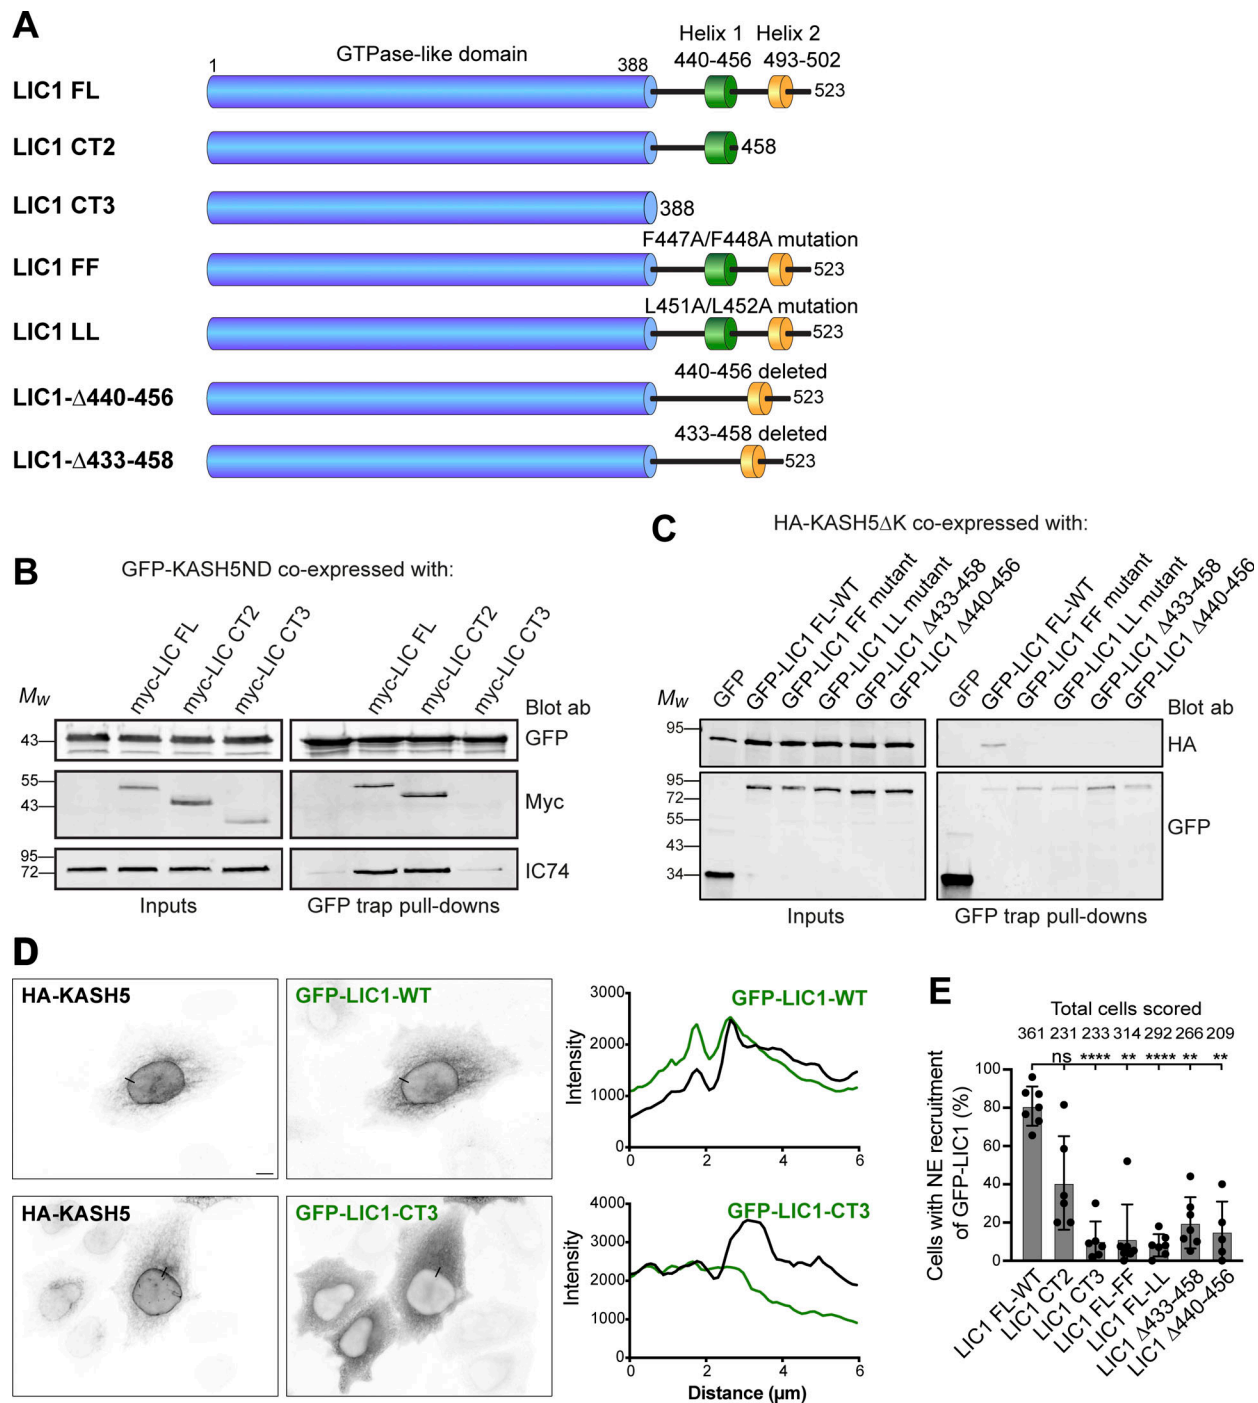 A
GTPase-like domain
Helix 1 Helix 2
1 388 440-456 493-502
LIC1 FL 523
LIC1 CT2 458
LIC1 CT3 388
F447A/F448A mutation
LIC1 FF 523
L451A/L452A mutation
LIC1 LL 523
440-456 deleted
LIC1-Δ440-456 523
433-458 deleted
LIC1-Δ433-458 523
B
GFP-KASH5ND co-expressed with:
myc-LIC FL
myc-LIC CT2
myc-LIC CT3
myc-LIC FL
myc-LIC CT2
myc-LIC CT3
Mw
Blot ab
43 GFP
55
43
Myc
95
72
IC74
Inputs GFP trap pull-downs
C
HA-KASH5ΔK co-expressed with:
GFP
GFP-LIC1 FL-WT
GFP-LIC1 FF mutant
GFP-LIC1 LL mutant
GFP-LIC1 Δ433-458
GFP-LIC1 Δ440-456
GFP
GFP-LIC1 FL-WT
GFP-LIC1 FF mutant
GFP-LIC1 LL mutant
GFP-LIC1 Δ433-458
GFP-LIC1 Δ440-456
Mw
Blot ab
95
HA
95
72
55
43
34
GFP
Inputs GFP trap pull-downs
D
HA-KASH5 GFP-LIC1-WT
GFP-LIC1-WT
Intensity
3000
2000
1000
0
0 2 4 6
HA-KASH5 GFP-LIC1-CT3
GFP-LIC1-CT3
Intensity
4000
3000
2000
1000
0
0 2 4 6
Distance (μm)
E
Total cells scored
361 231 233 314 292 266 209
ns **** ** **** ** **
Cells with NE recruitment
of GFP-LIC1 (%)
100
80
60
40
20
0
LIC1 FL-WT
LIC1 CT2
LIC1 CT3
LIC1 FL-FF
LIC1 FL-LL
LIC1 Δ433-458
LIC1 Δ440-456